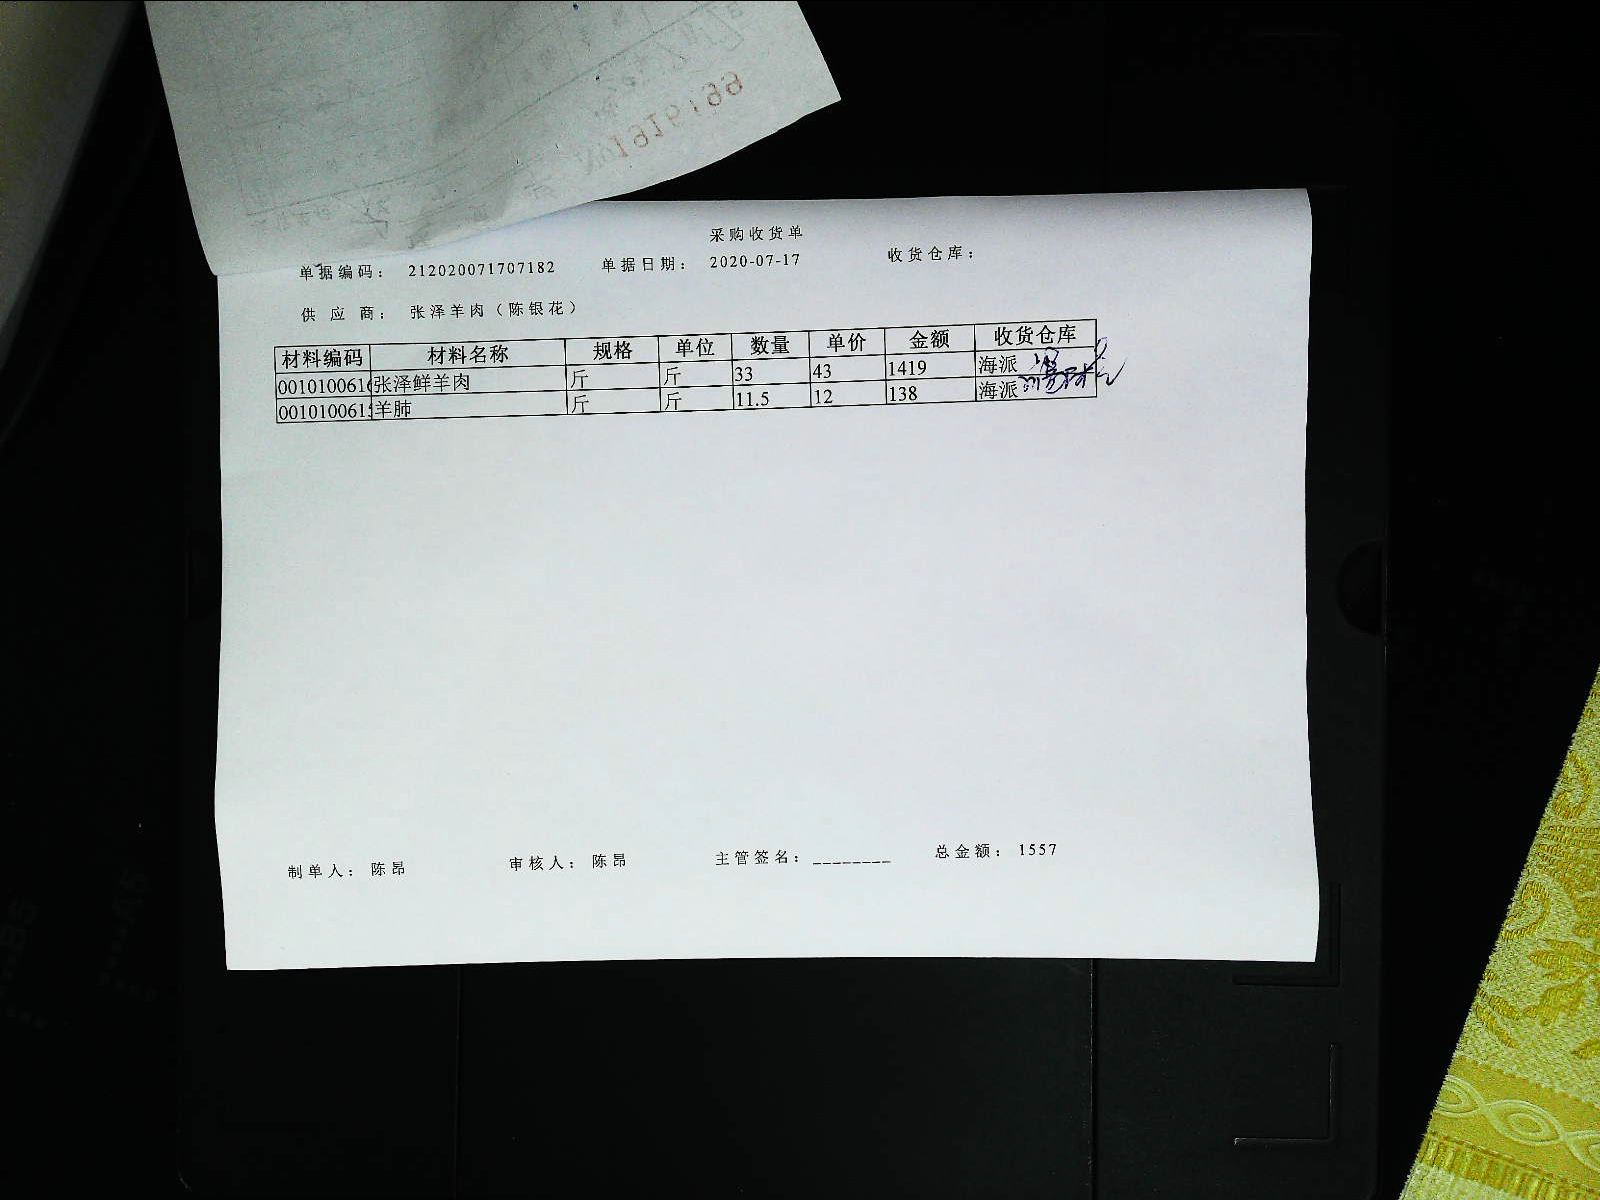 1916199
采购收货单
单据编码： 212020071707182 单据日期： 2020-07-17 收货仓库：
供应商： 张泽羊肉（陈银花）
材料编码 材料名称 规格 单位 数量 单价 金额 收货仓库
001010061 张泽鲜羊肉 斤 斤 33 43 1419 海派
001010061 羊肺 斤 斤 11.5 12 138 海派
制单人： 陈昂 审核人： 陈昂 主管签名：________ 总金额： 1557